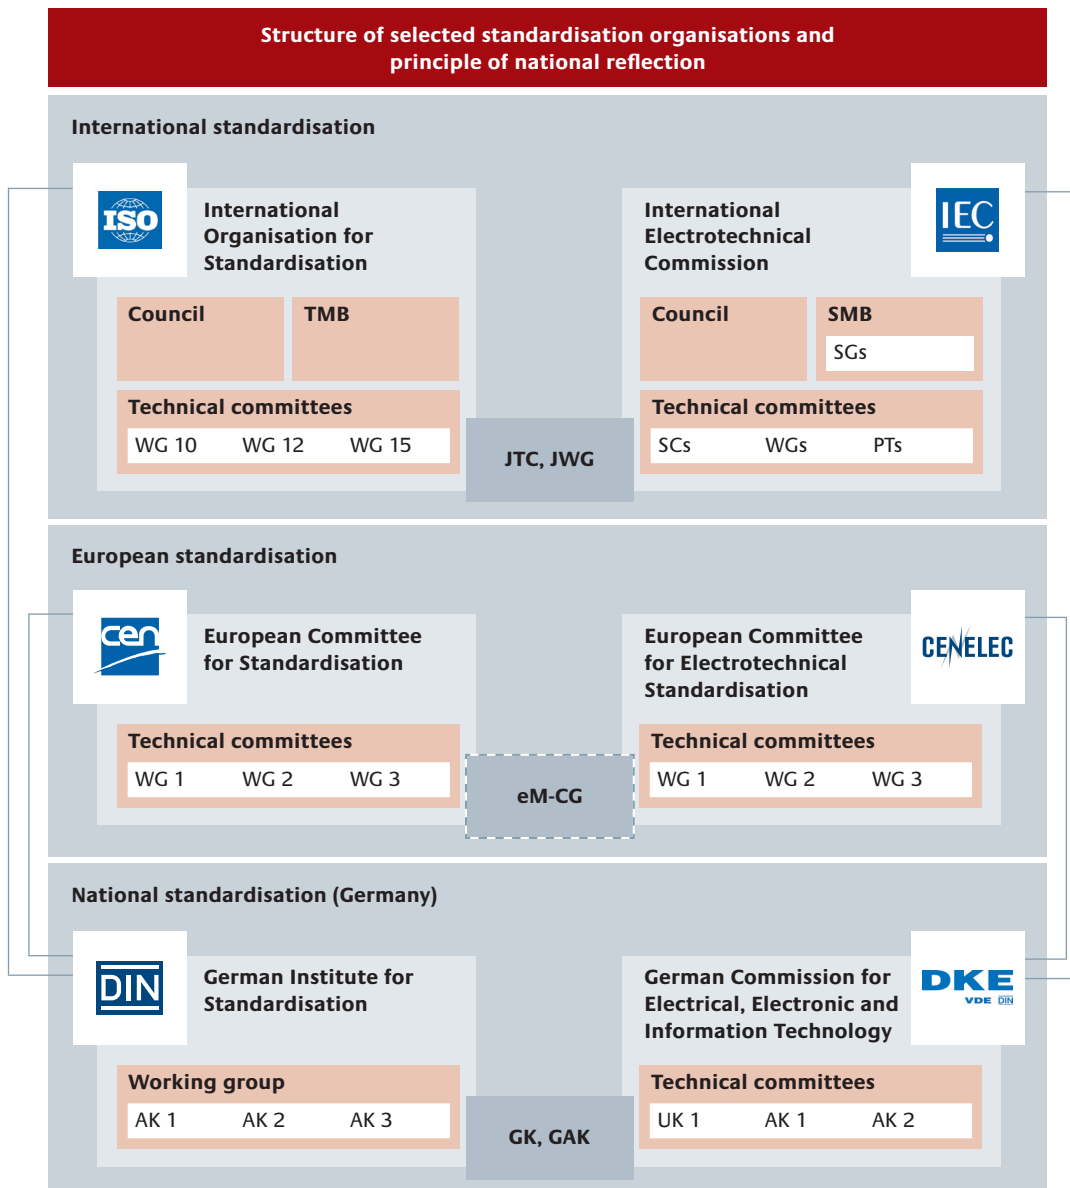 Structure of selected standardisation organisations and
principle of national reflection
International standardisation
ISO
International
Organisation for
Standardisation
Council
TMB
Technical committees
WG 10 WG 12 WG 15
International
Electrotechnical
Commission
IEC
Council
SMB
SGs
Technical committees
SCs WGs PTs
JTC, JWG
European standardisation
cen
European Committee
for Standardisation
Technical committees
WG 1 WG 2 WG 3
European Committee
for Electrotechnical
Standardisation
CENELEC
Technical committees
WG 1 WG 2 WG 3
eM-CG
National standardisation (Germany)
DIN
German Institute for
Standardisation
Working group
AK 1 AK 2 AK 3
German Commission for
Electrical, Electronic and
Information Technology
DKE
VDE DIN
Technical committees
UK 1 AK 1 AK 2
GK, GAK